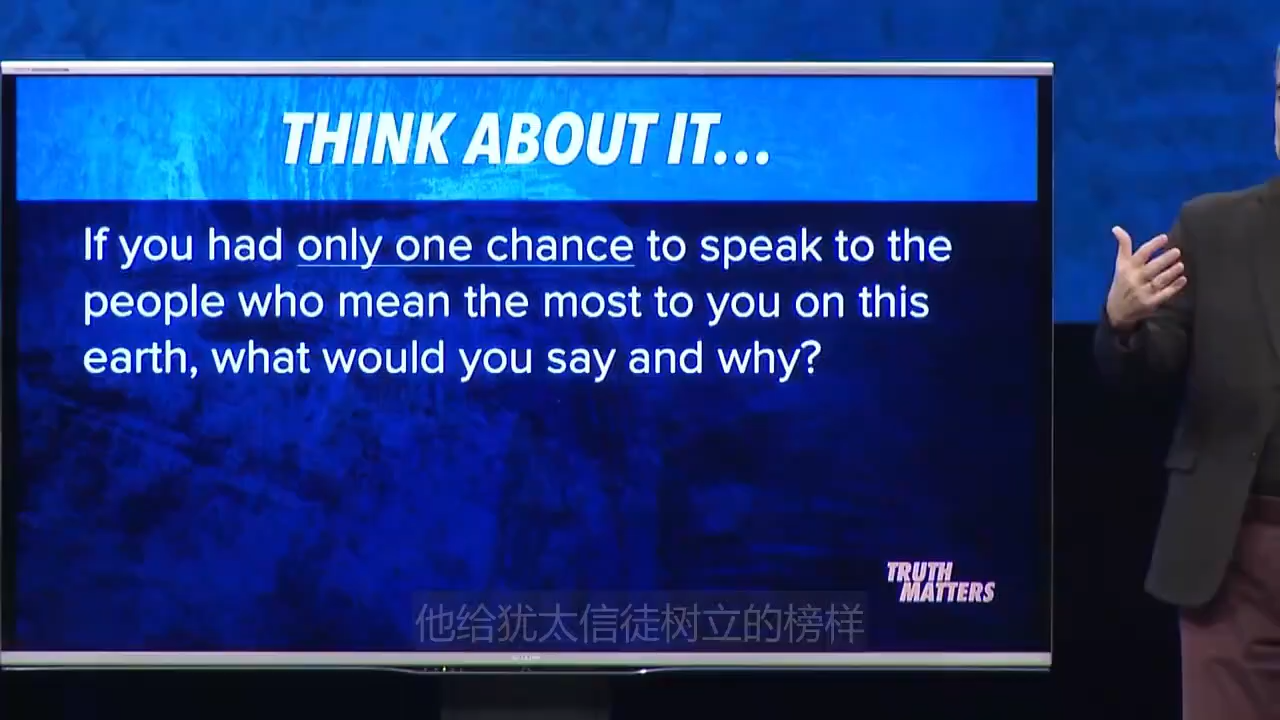 THINK ABOUT IT...
If you had only one chance to speak to the
people who mean the most to you on this
earth, what would you say and why?
TRUTH
MATTERS
他给犹太信徒树立的榜样